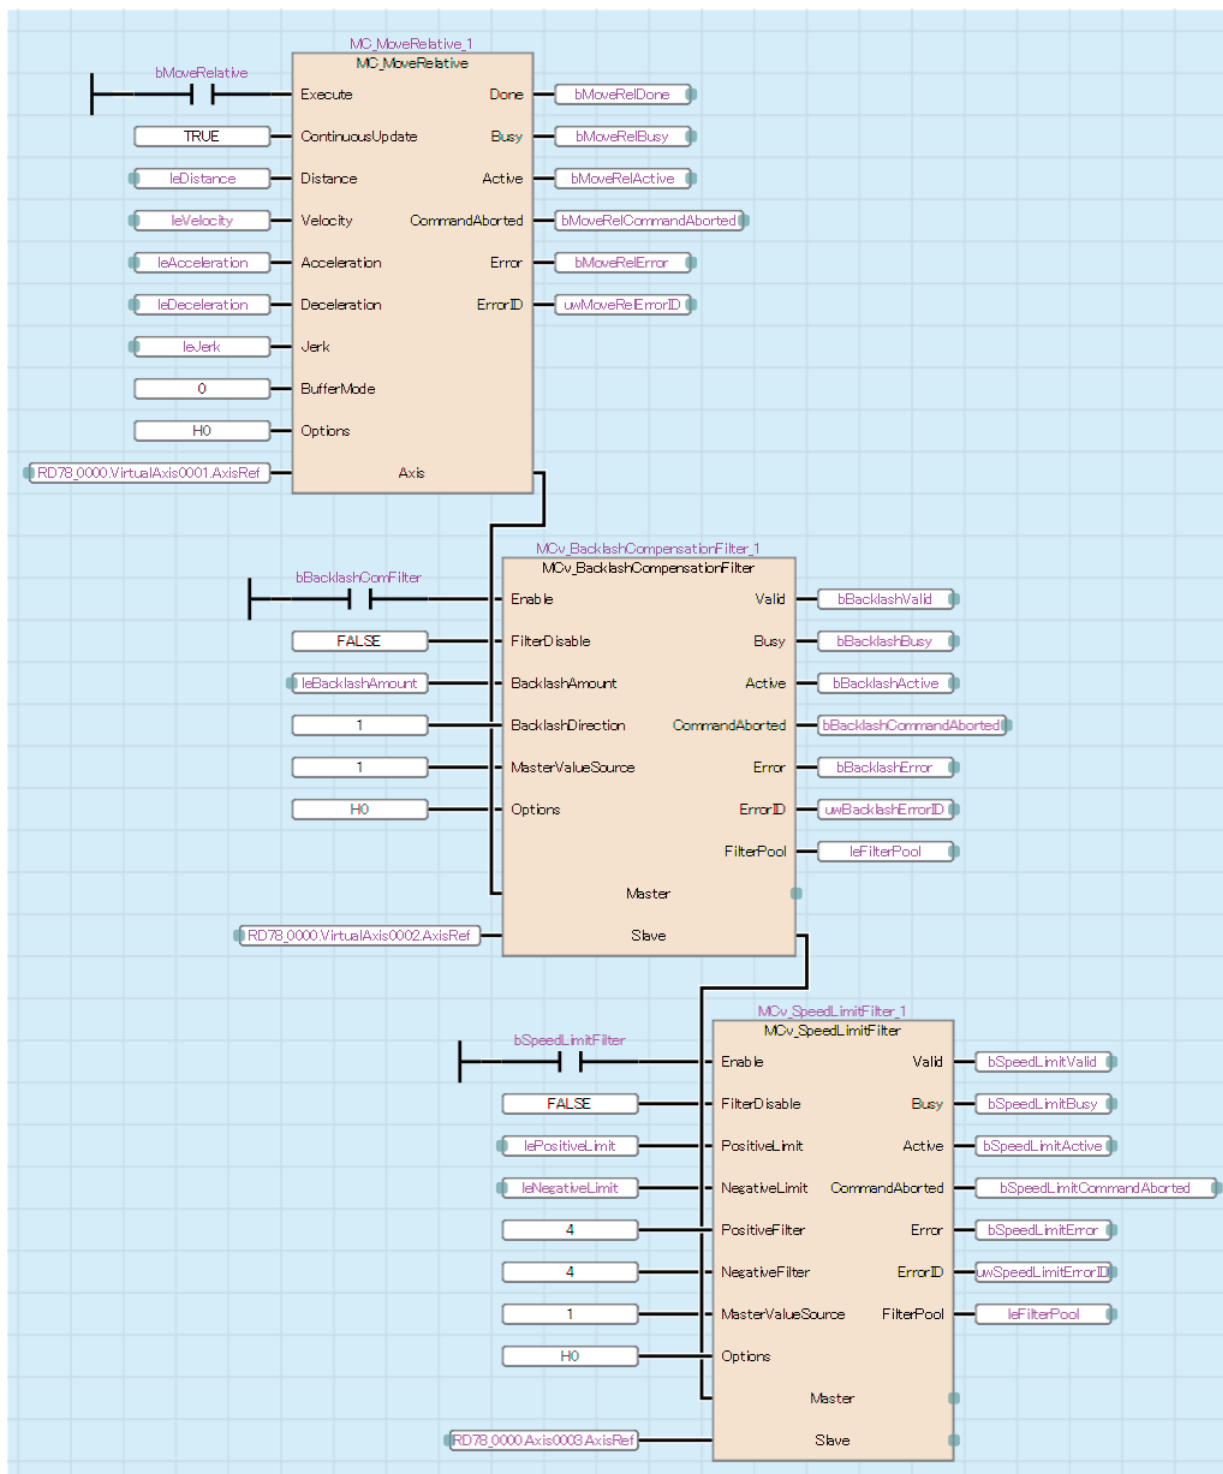 MC_MoveRelative_1
MC_MoveRelative
bMoveRelative
Execute Done bMoveRelDone
TRUE ContinuousUpdate Busy bMoveRelBusy
leDistance Distance Active bMoveRelActive
leVelocity Velocity CommandAborted bMoveRelCommandAborted
leAcceleration Acceleration Error bMoveRelError
leDeceleration Deceleration ErrorID uwMoveRelErrorID
leJerk Jerk
0 BufferMode
H0 Options
RD78_0000.VirtualAxis0001.AxisRef Axis
MCv_BacklashCompensationFilter_1
MCv_BacklashCompensationFilter
bBacklashComFilter
Enable Valid bBacklashValid
FALSE FilterDisable Busy bBacklashBusy
leBacklashAmount BacklashAmount Active bBacklashActive
1 BacklashDirection CommandAborted bBacklashCommandAborted
1 MasterValueSource Error bBacklashError
H0 Options ErrorID uwBacklashErrorID
FilterPool leFilterPool
Master
RD78_0000.VirtualAxis0002.AxisRef Slave
MCv_SpeedLimitFilter_1
MCv_SpeedLimitFilter
bSpeedLimitFilter
Enable Valid bSpeedLimitValid
FALSE FilterDisable Busy bSpeedLimitBusy
lePositiveLimit PositiveLimit Active bSpeedLimitActive
leNegativeLimit NegativeLimit CommandAborted bSpeedLimitCommandAborted
4 PositiveFilter Error bSpeedLimitError
4 NegativeFilter ErrorID uwSpeedLimitErrorID
1 MasterValueSource FilterPool leFilterPool
H0 Options
Master
RD78_0000.Axis0003.AxisRef Slave